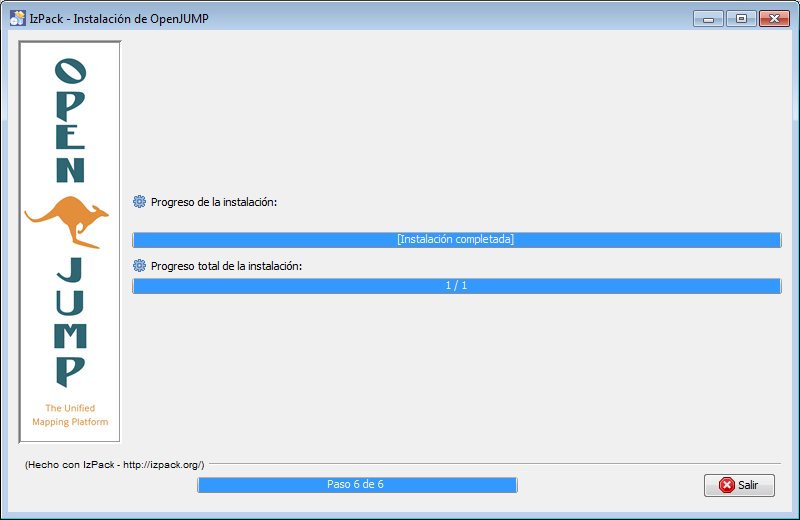 IzPack - Instalación de OpenJUMP
OPEN
JUMP
The Unified
Mapping Platform
Progreso de la instalación:
[Instalación completada]
Progreso total de la instalación:
1 / 1
(Hecho con IzPack - http://izpack.org/)
Paso 6 de 6
Salir